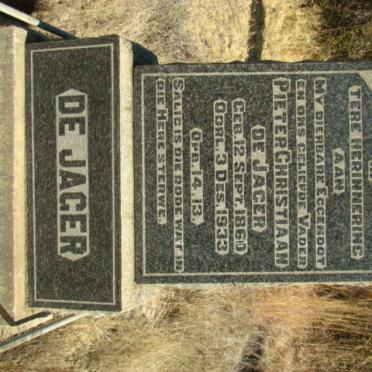 TERE HERINNERING
AAN
MY DIERBARE ECHTGENOOT
EN ONS GELIEFDE VADER
PIETER CHRISTIAAN
DE JAGER
GEB. 12 SEPT. 1860
OORL. 3 DES. 1933
OPB. 14. 13.
SALIG IS DIE DODE WAT IN
DIE HERE STERWE.
DE JAGER